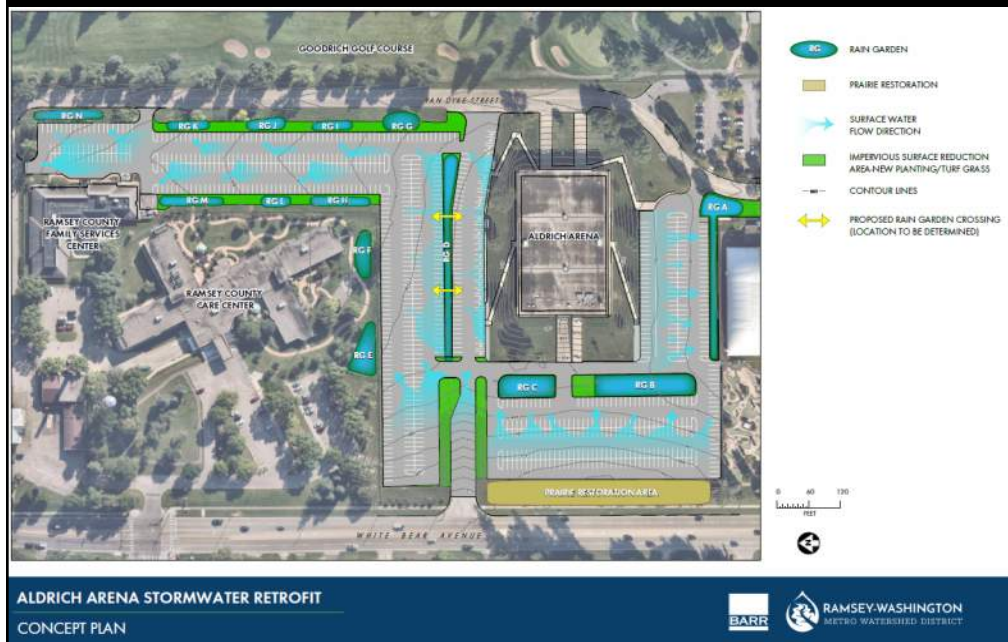 GOODRICH GOLF COURSE
VAN DYKE STREET
RG N
RG K
RG J
RG I
RG G
RG M
RG L
RG H
RG A
RAMSEY COUNTY
FAMILY SERVICES
CENTER
RAMSEY COUNTY
CARE CENTER
RG F
RG E
RG D
ALDRICH ARENA
RG C
RG B
PRAIRIE RESTORATION AREA
WHITE BEAR AVENUE
RG
RAIN GARDEN
PRAIRIE RESTORATION
SURFACE WATER
FLOW DIRECTION
IMPERVIOUS SURFACE REDUCTION
AREA-NEW PLANTING/TURF GRASS
CONTOUR LINES
PROPOSED RAIN GARDEN CROSSING
(LOCATION TO BE DETERMINED)
0 60 120
FEET
ALDRICH ARENA STORMWATER RETROFIT
CONCEPT PLAN
BARR
RAMSEY-WASHINGTON
METRO WATERSHED DISTRICT